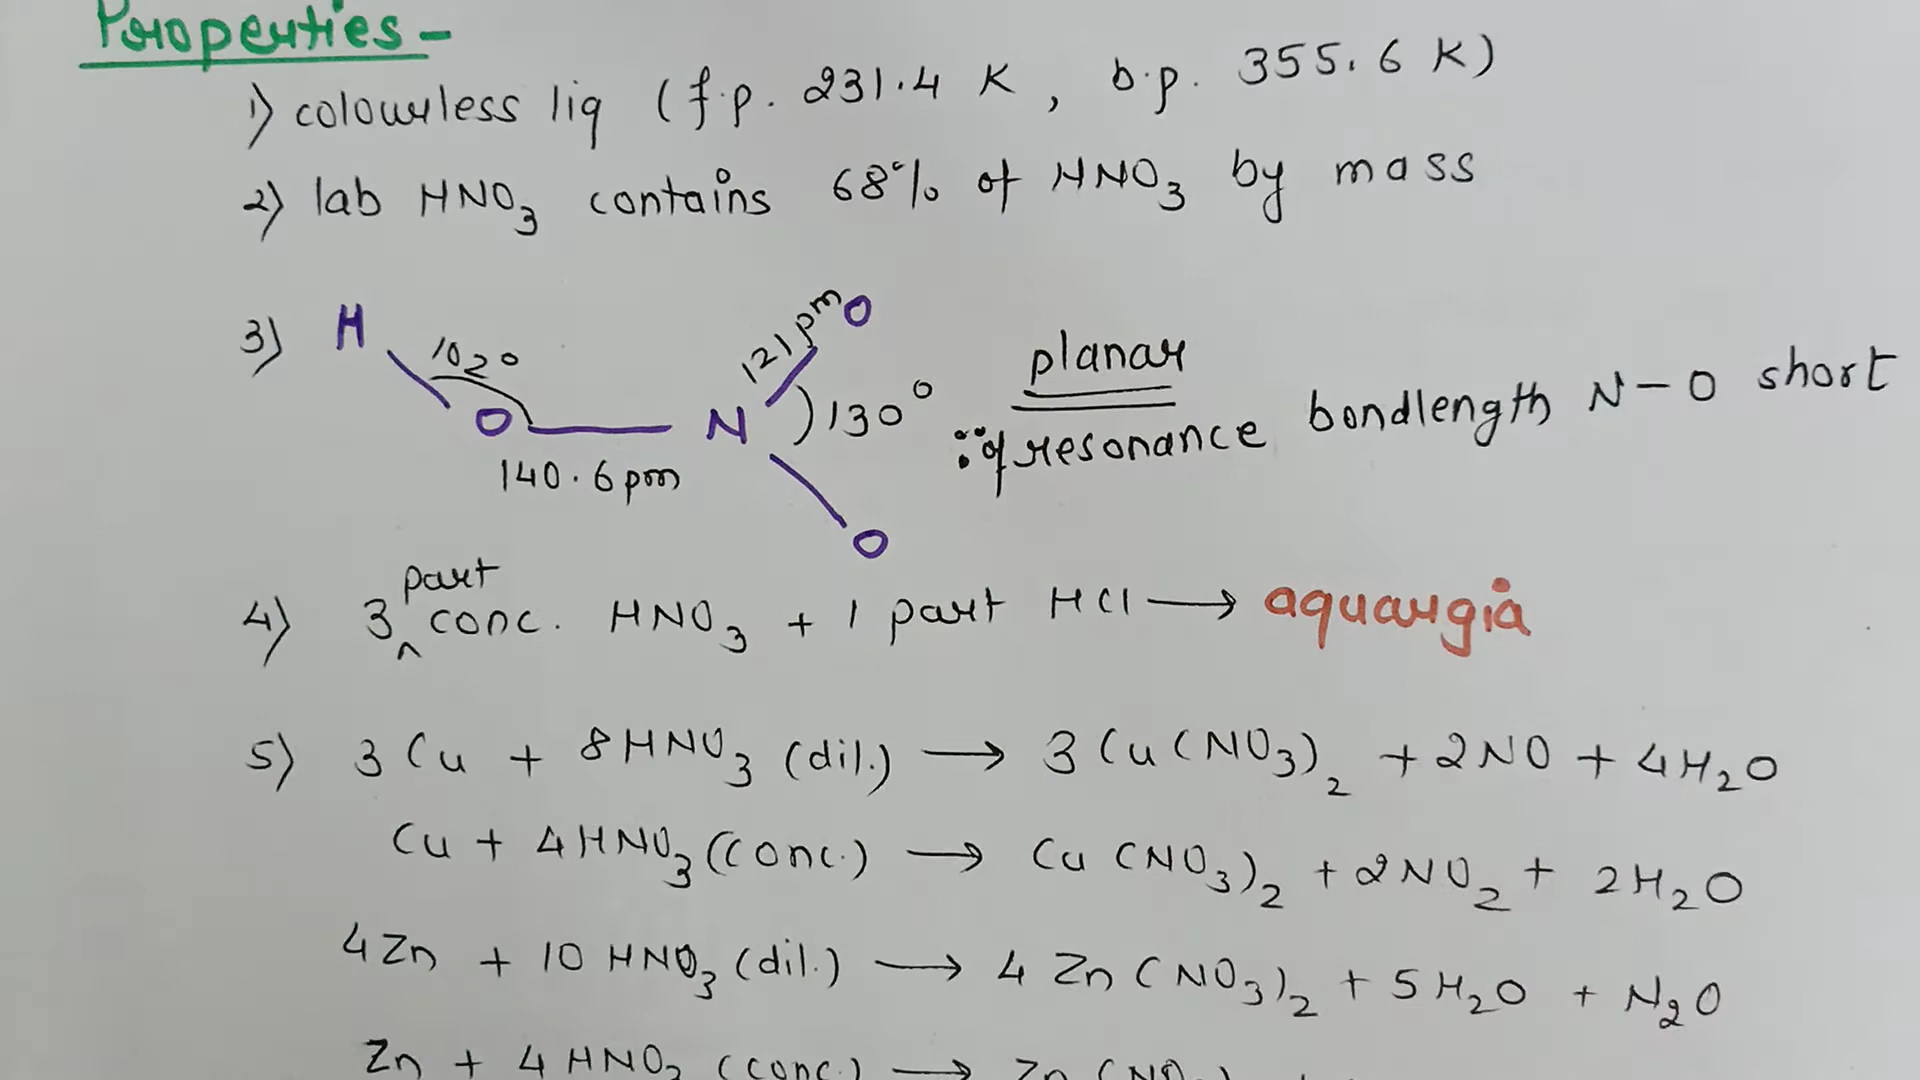 Properties -
1) colourless liq (f.p. 231.4 K, b.p. 355.6 K)
2) lab HNO3 contains 68% of HNO3 by mass
3) H 102° O 140.6 pm N 121 pm O 130° O
planar
∵ of resonance bondlength N-O short
4) 3 part conc. HNO3 + 1 part HCl → aquaregia
5) 3Cu + 8HNO3 (dil.) → 3Cu(NO3)2 + 2NO + 4H2O
Cu + 4HNO3 (conc.) → Cu(NO3)2 + 2NO2 + 2H2O
4Zn + 10HNO3 (dil.) → 4Zn(NO3)2 + 5H2O + N2O
Zn + 4HNO3 (conc.) → Zn(NO3)